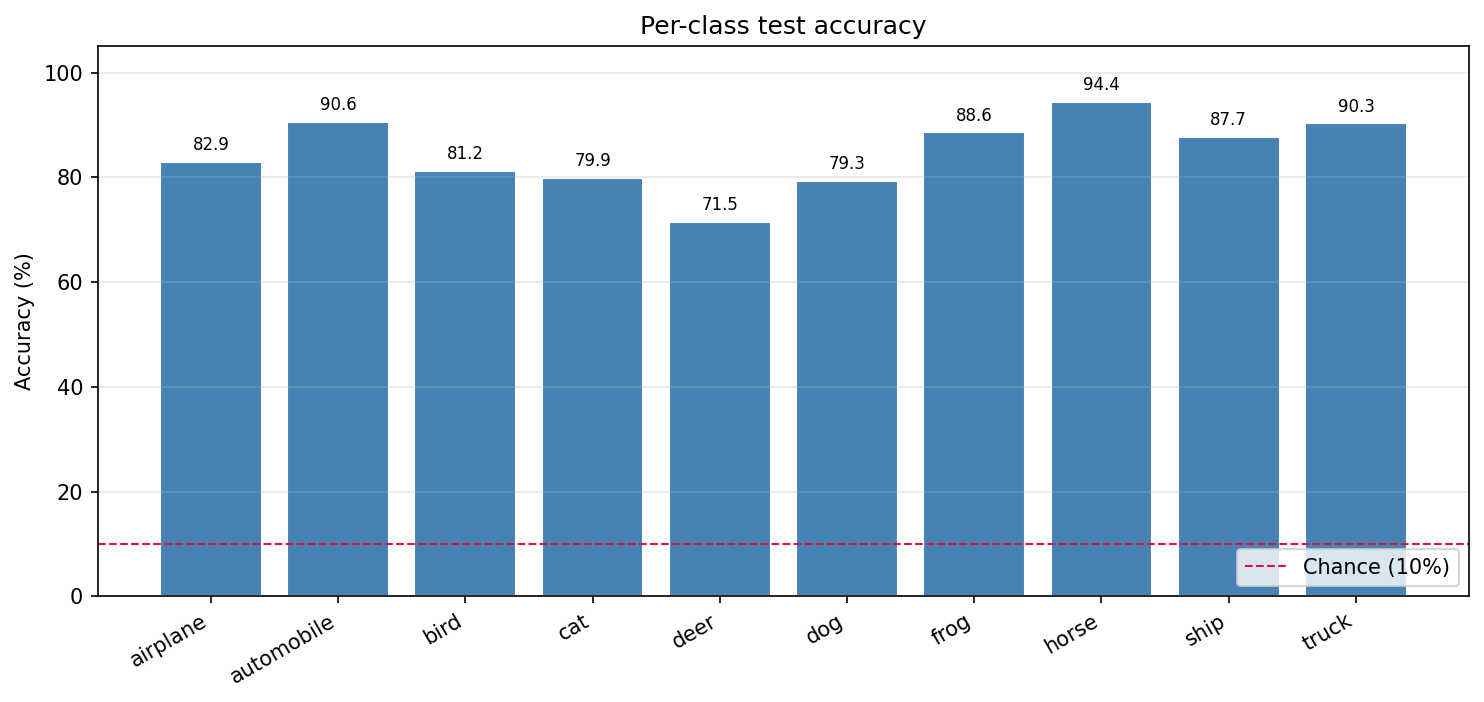 Per-class test accuracy
Accuracy (%)
100
80
60
40
20
0
82.9
90.6
81.2
79.9
71.5
79.3
88.6
94.4
87.7
90.3
Chance (10%)
airplane
automobile
bird
cat
deer
dog
frog
horse
ship
truck